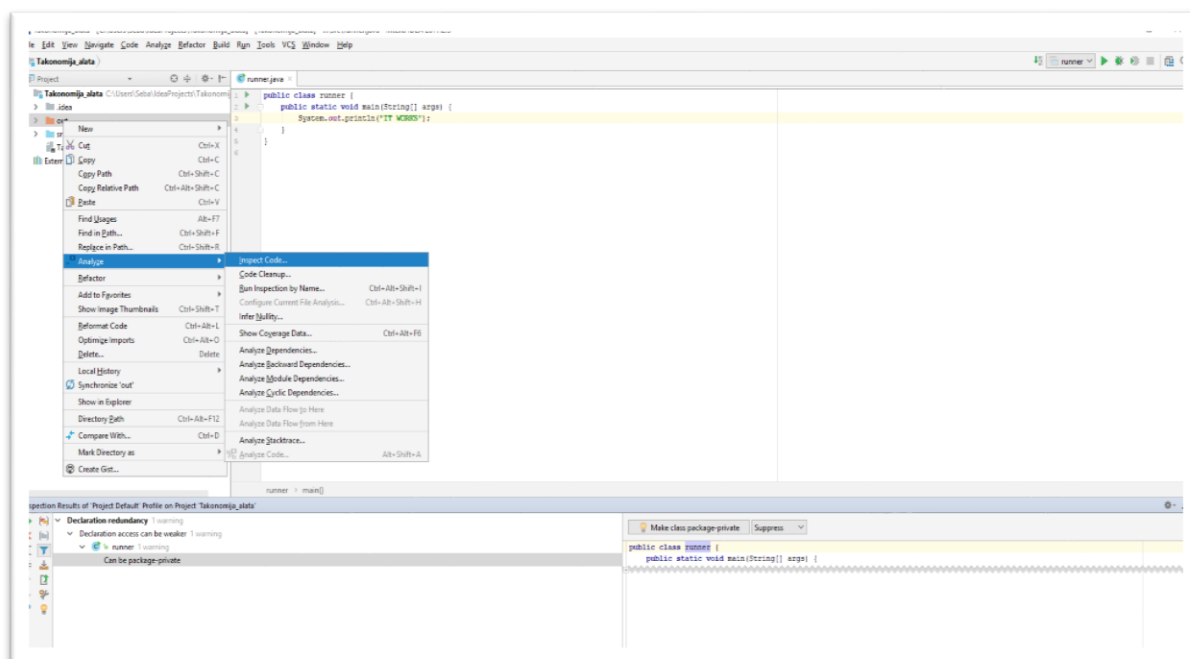 Edit View Navigate Code Analyze Refactor Build Run Tools VCS Window Help
Takonomija_alata
runner
Project
runner.java
Takonomija_alata C:\Users\Seba\IdeaProjects\Takonomi
.idea
out
Exter
1 public class runner {
2 public static void main(String[] args) {
3 System.out.println("IT WORKS");
4 }
5 }
6
New
Cut Ctrl+X
Copy Ctrl+C
Copy Path Ctrl+Shift+C
Copy Relative Path Ctrl+Alt+Shift+C
Paste Ctrl+V
Find Usages Alt+F7
Find in Path... Ctrl+Shift+F
Replace in Path... Ctrl+Shift+R
Analyze
Refactor
Add to Favorites
Show Image Thumbnails Ctrl+Shift+T
Reformat Code Ctrl+Alt+L
Optimize Imports Ctrl+Alt+O
Delete... Delete
Local History
Synchronize 'out'
Show in Explorer
Directory Path Ctrl+Alt+F12
Compare With... Ctrl+D
Mark Directory as
Create Gist...
Inspect Code...
Code Cleanup...
Run Inspection by Name... Ctrl+Alt+Shift+I
Configure Current File Analysis... Ctrl+Alt+Shift+H
Infer Nullity...
Show Coverage Data... Ctrl+Alt+F6
Analyze Dependencies...
Analyze Backward Dependencies...
Analyze Module Dependencies...
Analyze Cyclic Dependencies...
Analyze Data Flow to Here
Analyze Data Flow from Here
Analyze Stacktrace...
Analyze Code... Alt+Shift+A
runner > main()
spection Results of 'Project Default' Profile on Project 'Takonomija_alata'
Declaration redundancy 1 warning
Declaration access can be weaker 1 warning
runner 1 warning
Can be package-private
Make class package-private Suppress
public class runner {
public static void main(String[] args) {